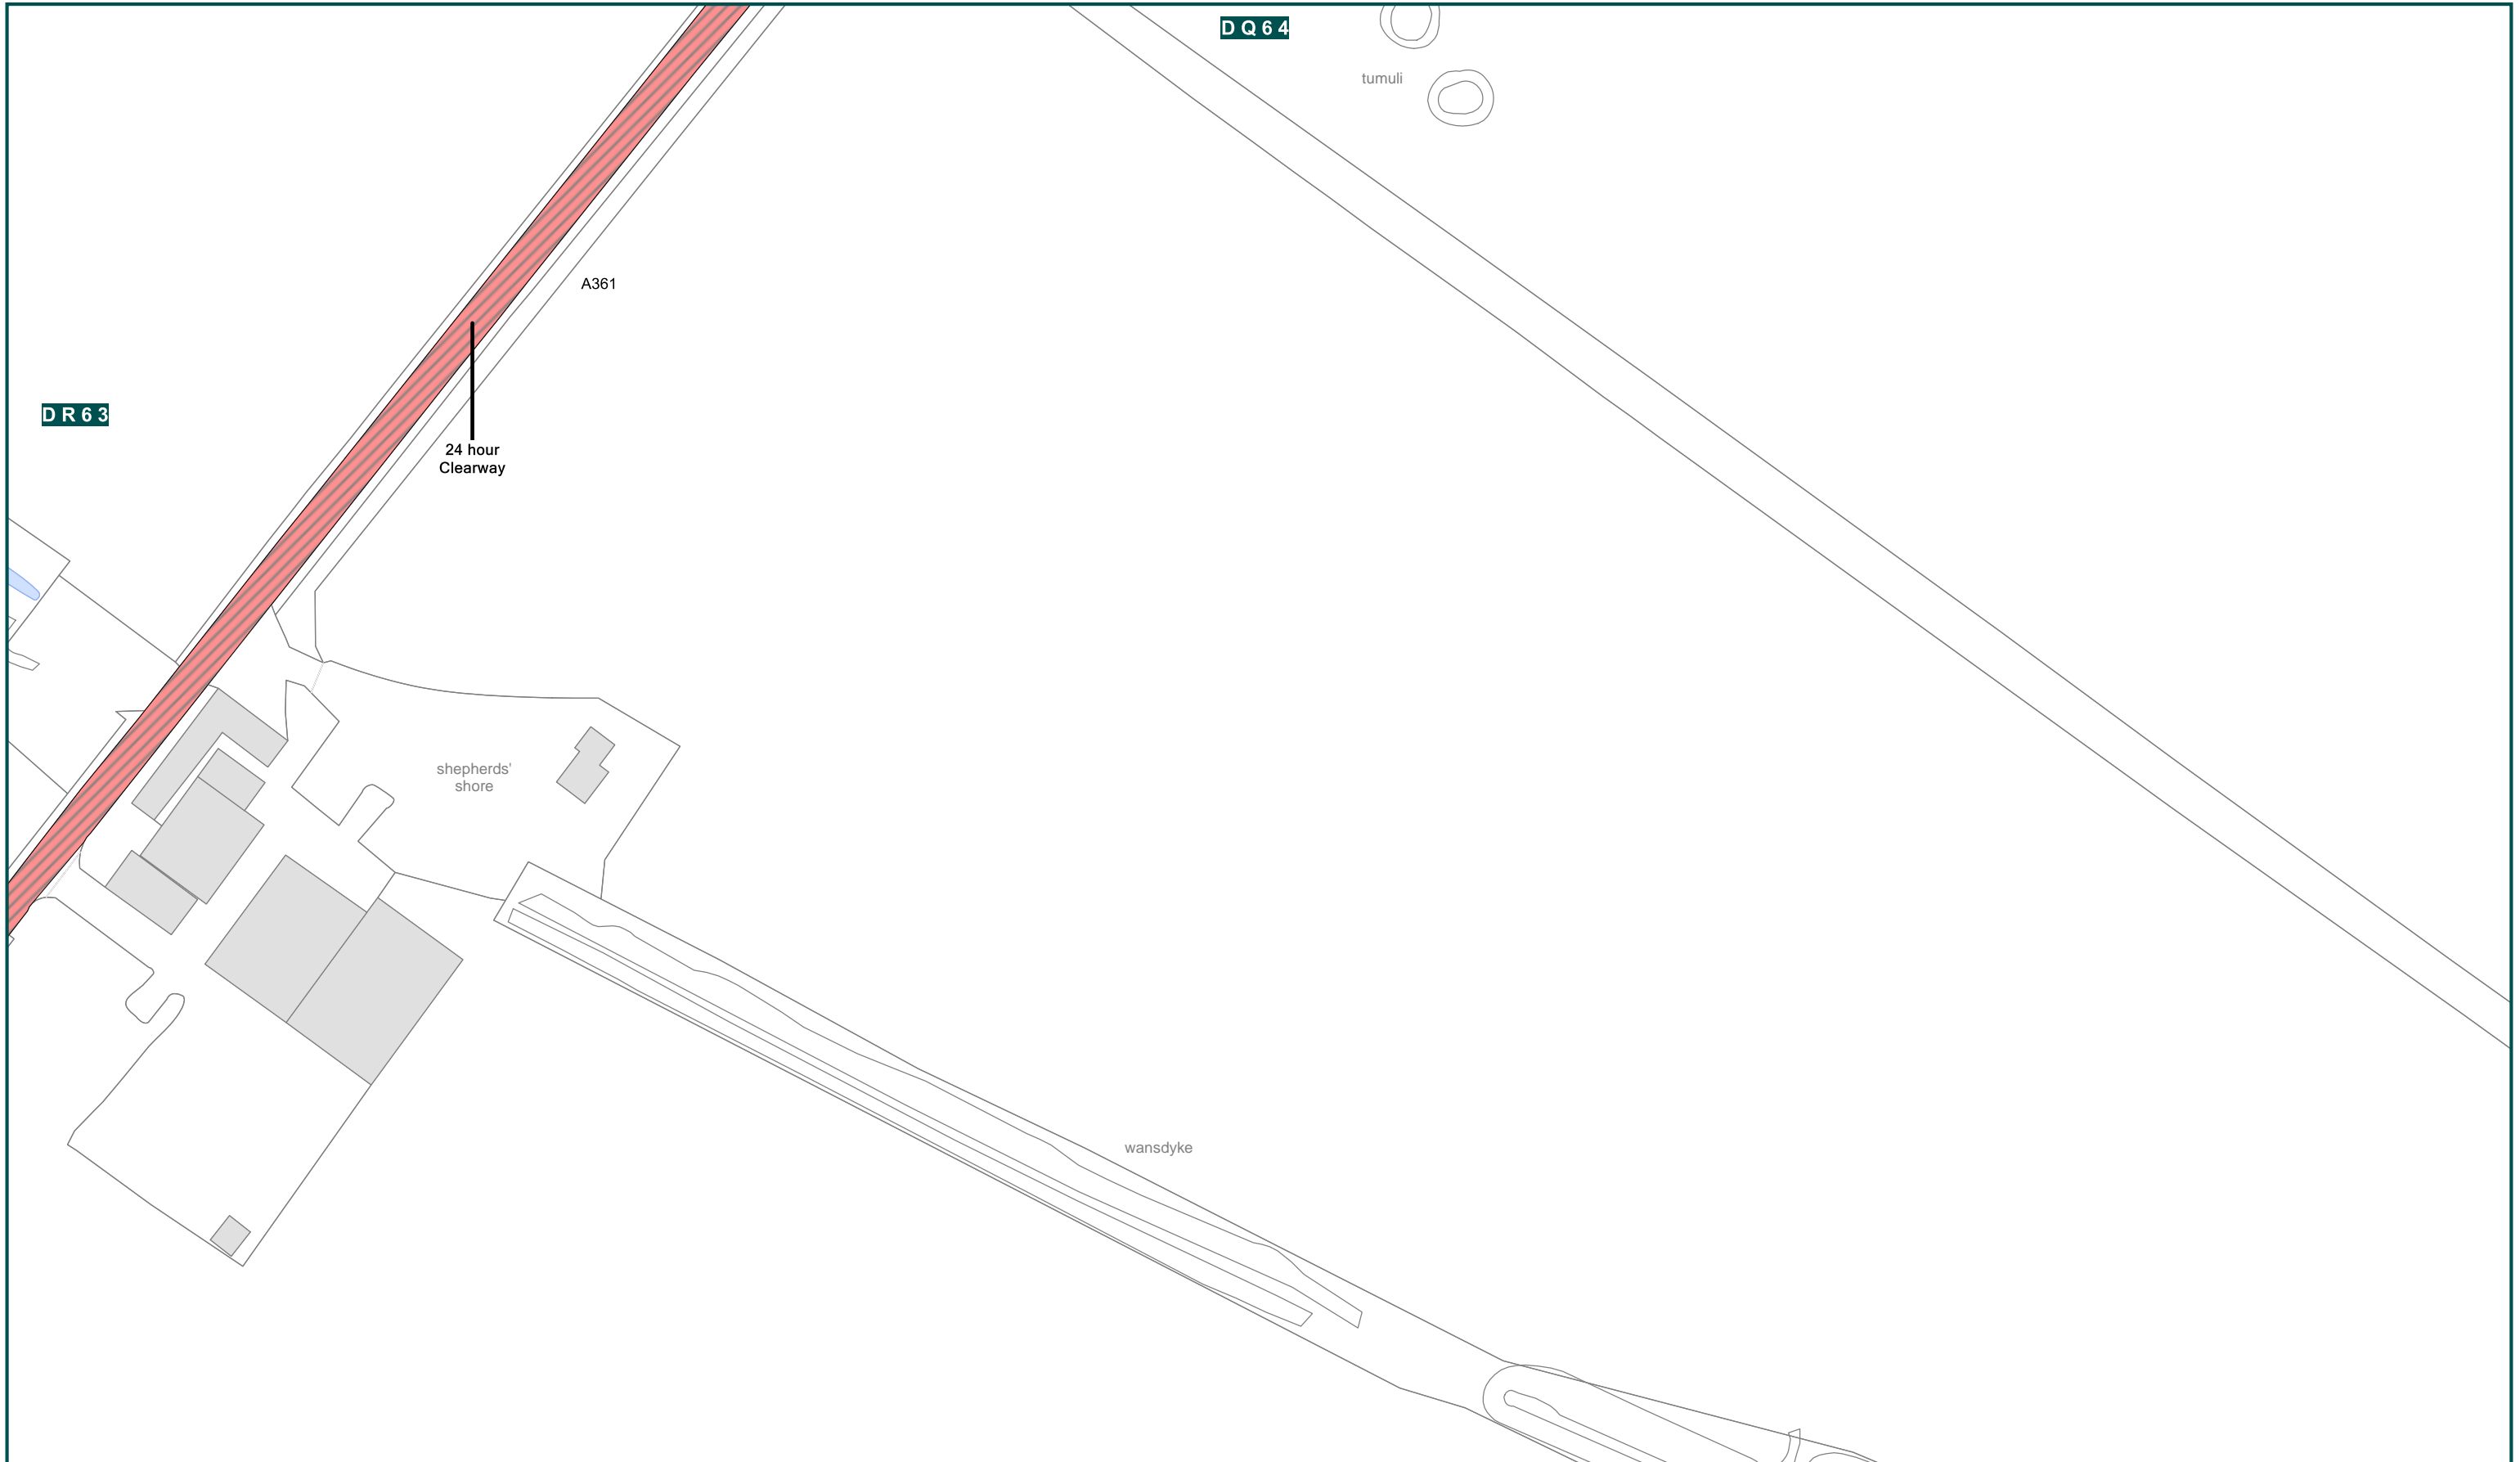 D Q 6 4
tumuli
A361
D R 6 3
24 hour
Clearway
shepherds'
shore
wansdyke